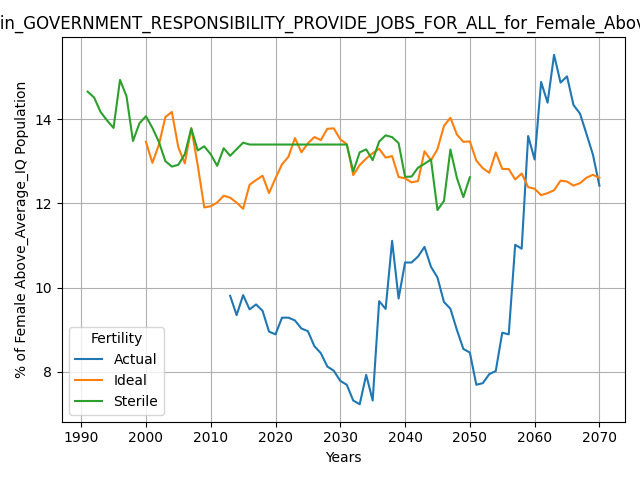 in_GOVERNMENT_RESPONSIBILITY_PROVIDE_JOBS_FOR_ALL_for_Female_Abov
% of Female Above_Average_IQ Population
14
12
10
8
Fertility
Actual
Ideal
Sterile
1990 2000 2010 2020 2030 2040 2050 2060 2070
Years